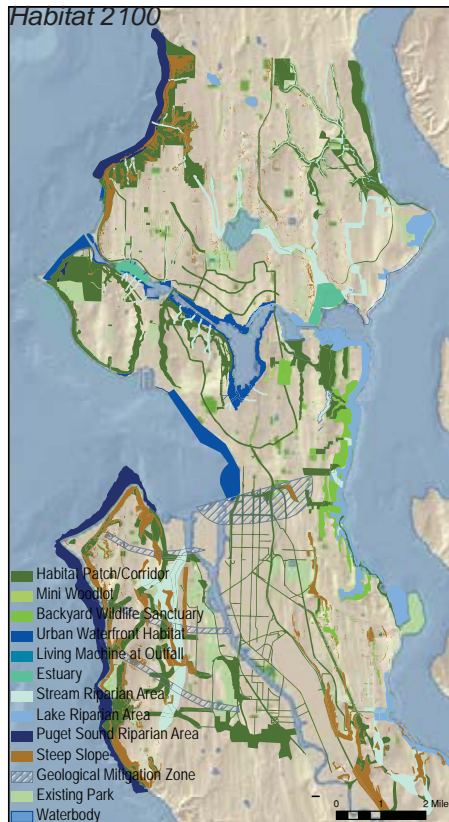 Habitat 2100
Habitat Patch/Corridor
Mini Woodlot
Backyard Wildlife Sanctuary
Urban Waterfront Habitat
Living Machine at Outfall
Estuary
Stream Riparian Area
Lake Riparian Area
Puget Sound Riparian Area
Steep Slope
Geological Mitigation Zone
Existing Park
Waterbody
0 1 2 Mile